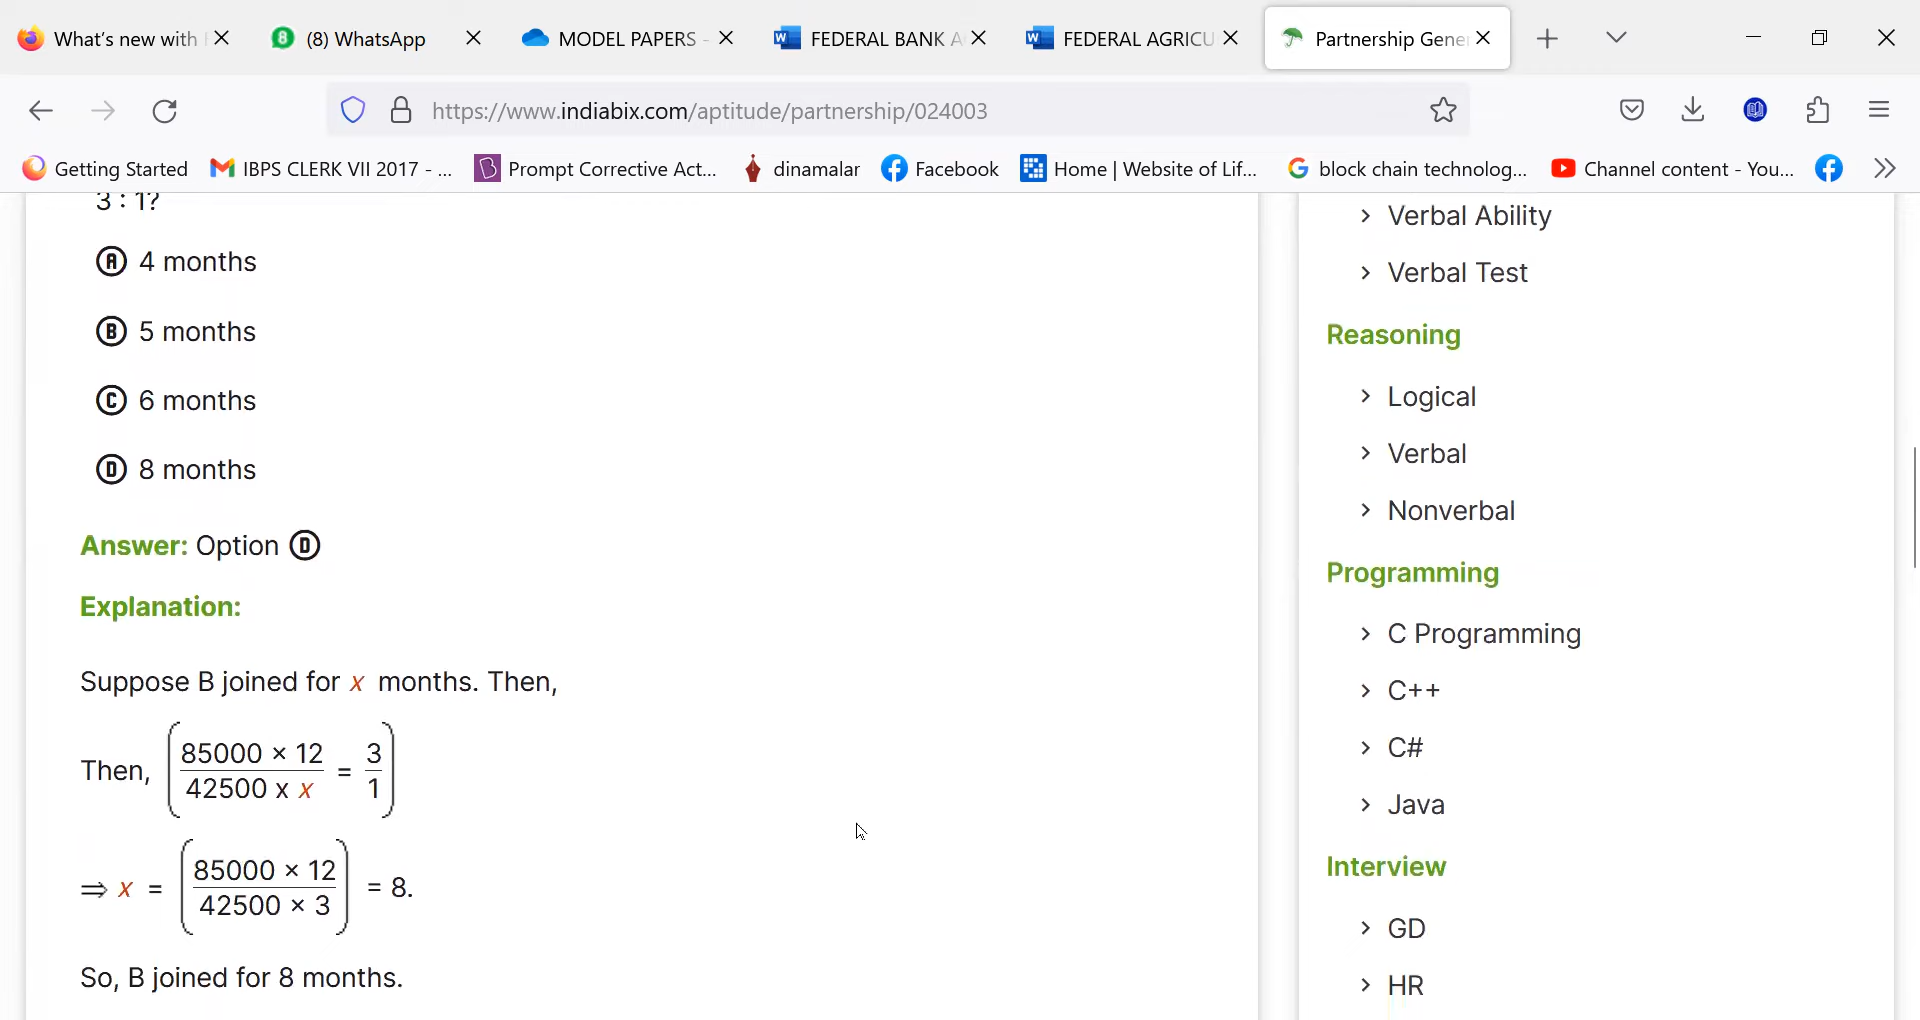 What's new with
(8) WhatsApp
MODEL PAPERS -
FEDERAL BANK A
FEDERAL AGRICU
Partnership Gene
https://www.indiabix.com/aptitude/partnership/024003
Getting Started
IBPS CLERK VII 2017 - ...
Prompt Corrective Act...
dinamalar
Facebook
Home | Website of Lif...
block chain technolog...
Channel content - You...
3 : 1?
A 4 months
B 5 months
C 6 months
D 8 months
Answer: Option D
Explanation:
Suppose B joined for x months. Then,
Then, (85000 × 12 / 42500 x x = 3 / 1)
⇒ x = (85000 × 12 / 42500 × 3) = 8.
So, B joined for 8 months.
> Verbal Ability
> Verbal Test
Reasoning
> Logical
> Verbal
> Nonverbal
Programming
> C Programming
> C++
> C#
> Java
Interview
> GD
> HR